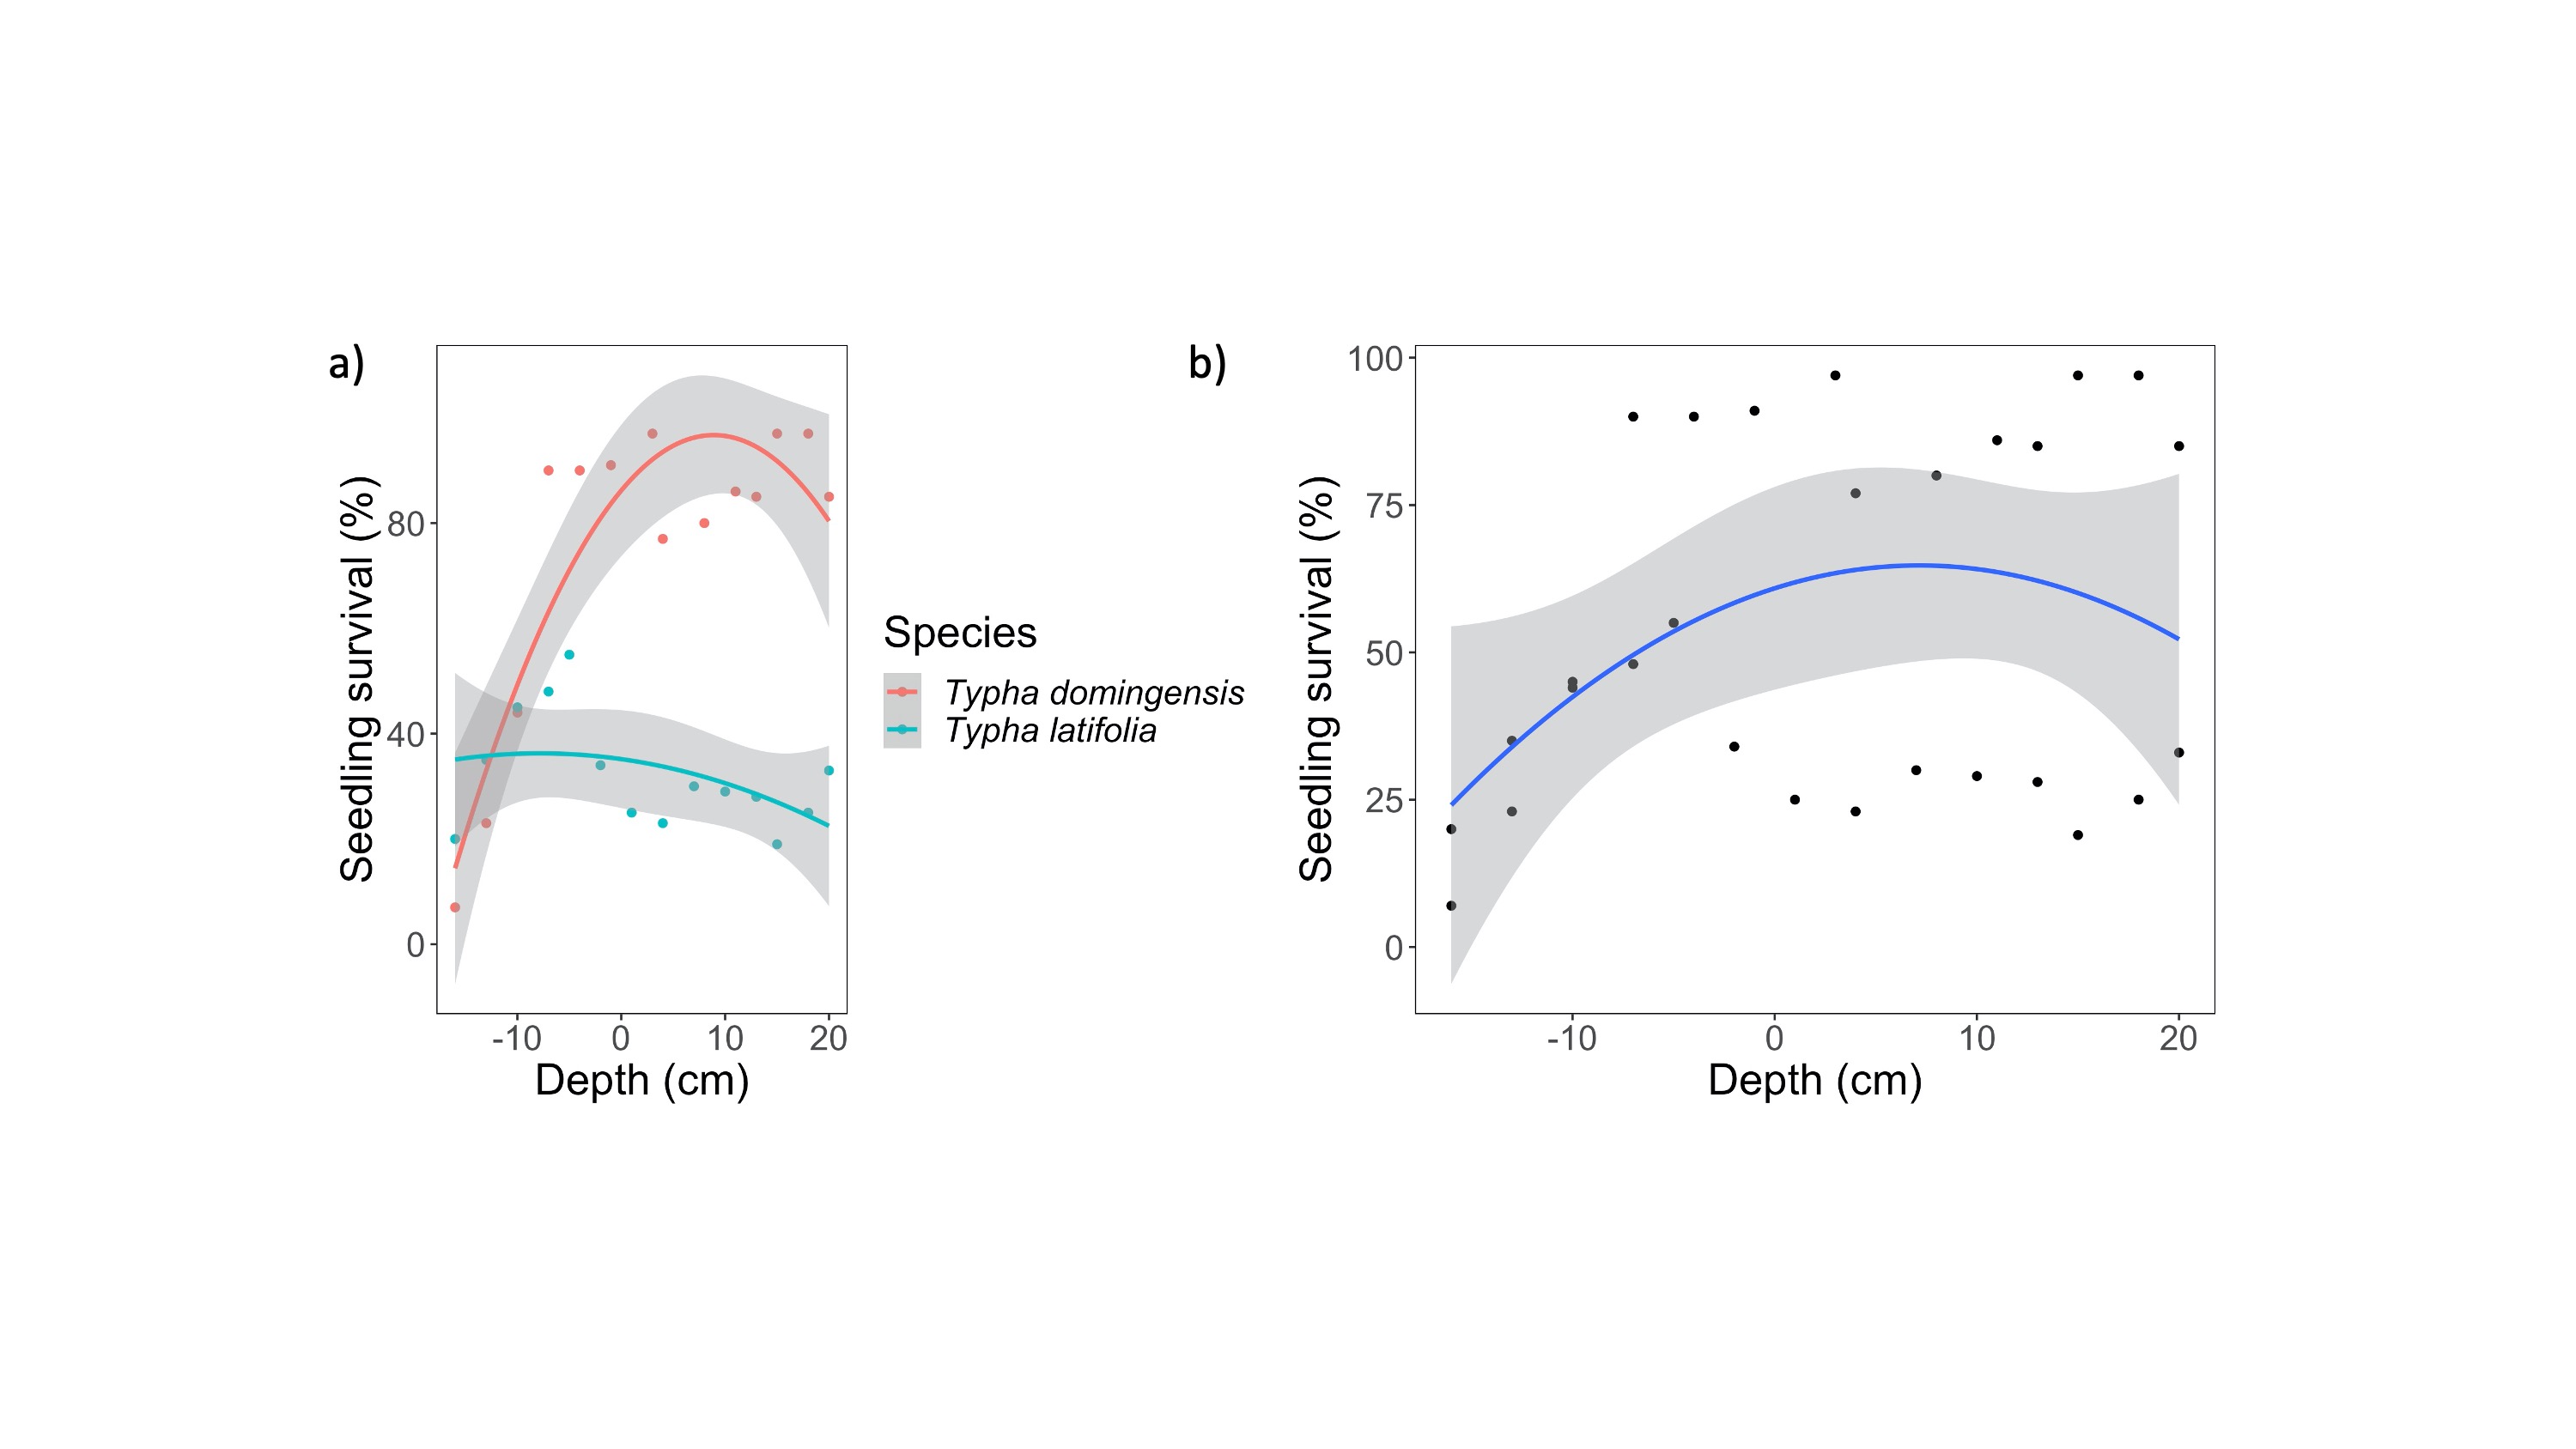 a)
Seedling survival (%)
80
40
0
-10 0 10 20
Depth (cm)
Species
Typha domingensis
Typha latifolia
b)
Seedling survival (%)
100
75
50
25
0
-10 0 10 20
Depth (cm)